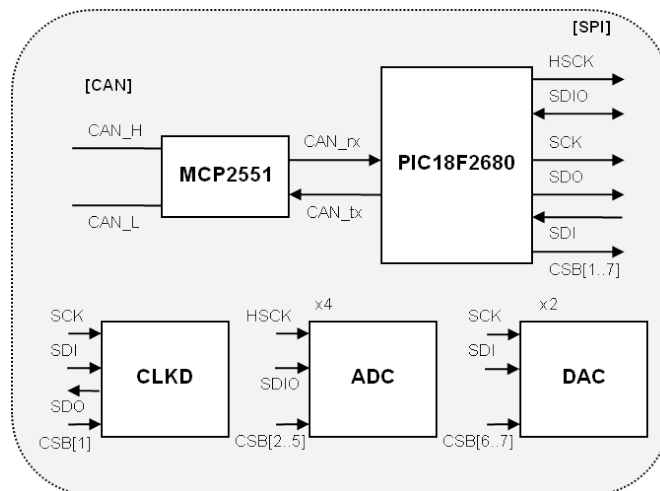 [SPI]
HSCK
[CAN]
SDIO
CAN_H
CAN_rx
SCK
MCP2551
PIC18F2680
SDO
CAN_L
CAN_tx
SDI
CSB[1..7]
x4
x2
SCK
HSCK
SCK
SDI
SDI
CLKD
SDIO
ADC
DAC
SDO
CSB[1]
CSB[2..5]
CSB[6..7]